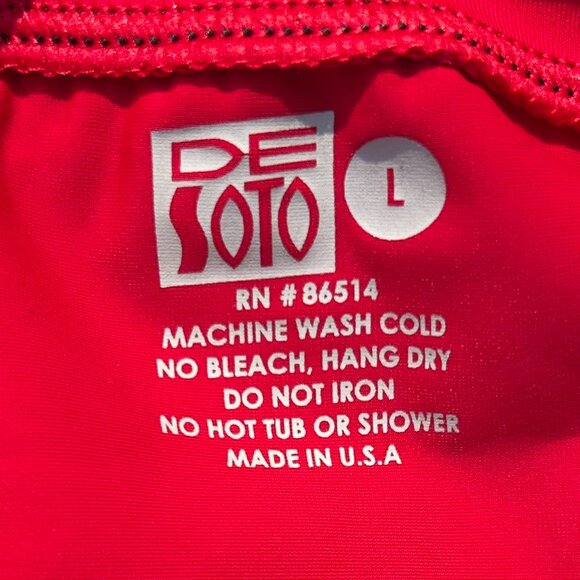 DE
SOTO
L
RN # 86514
MACHINE WASH COLD
NO BLEACH, HANG DRY
DO NOT IRON
NO HOT TUB OR SHOWER
MADE IN U.S.A